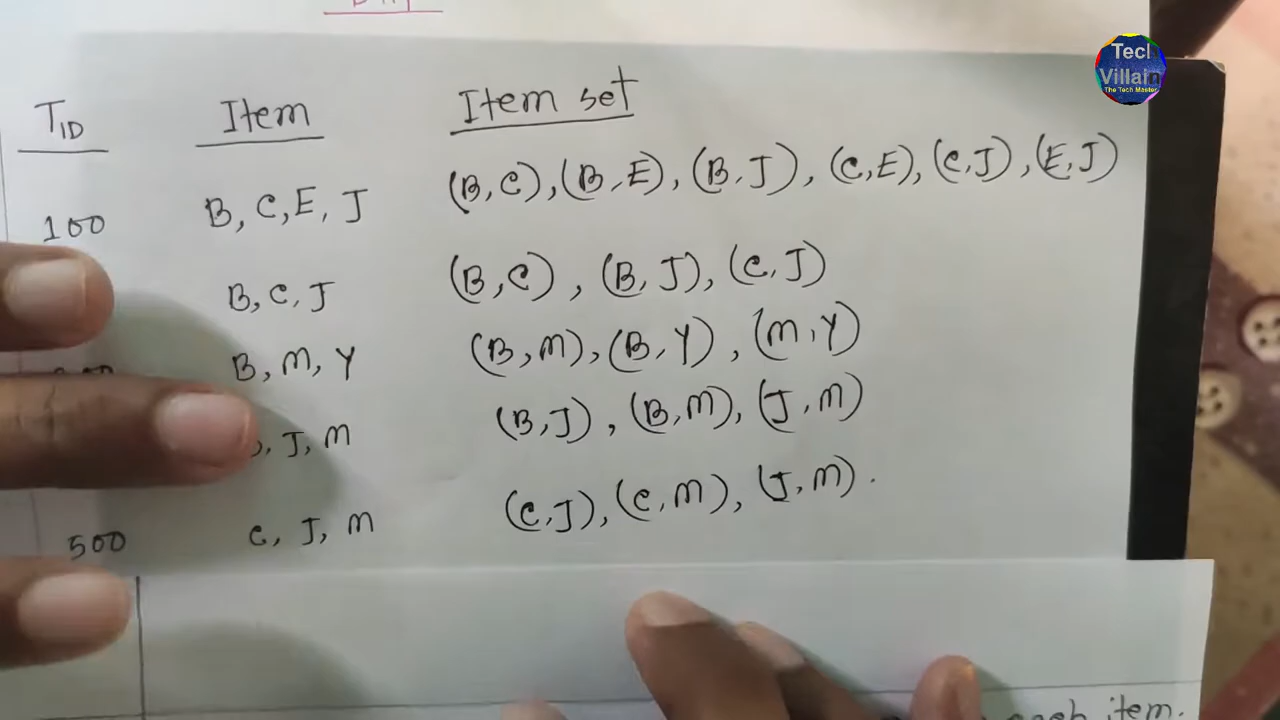 Tech
Villain
The Tech Master
TID Item Item set
100 B, C, E, J (B, C), (B, E), (B, J), (C, E), (C, J), (E, J)
B, C, J (B, C), (B, J), (C, J)
B, M, Y (B, M), (B, Y), (M, Y)
J, M (B, J), (B, M), (J, M)
500 C, J, M (C, J), (C, M), (J, M).
item.